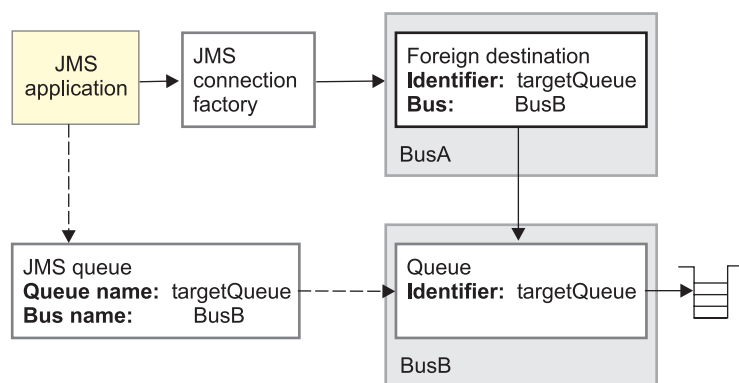 JMS
application
JMS
connection
factory
Foreign destination
Identifier: targetQueue
Bus: BusB
BusA
JMS queue
Queue name: targetQueue
Bus name: BusB
Queue
Identifier: targetQueue
BusB